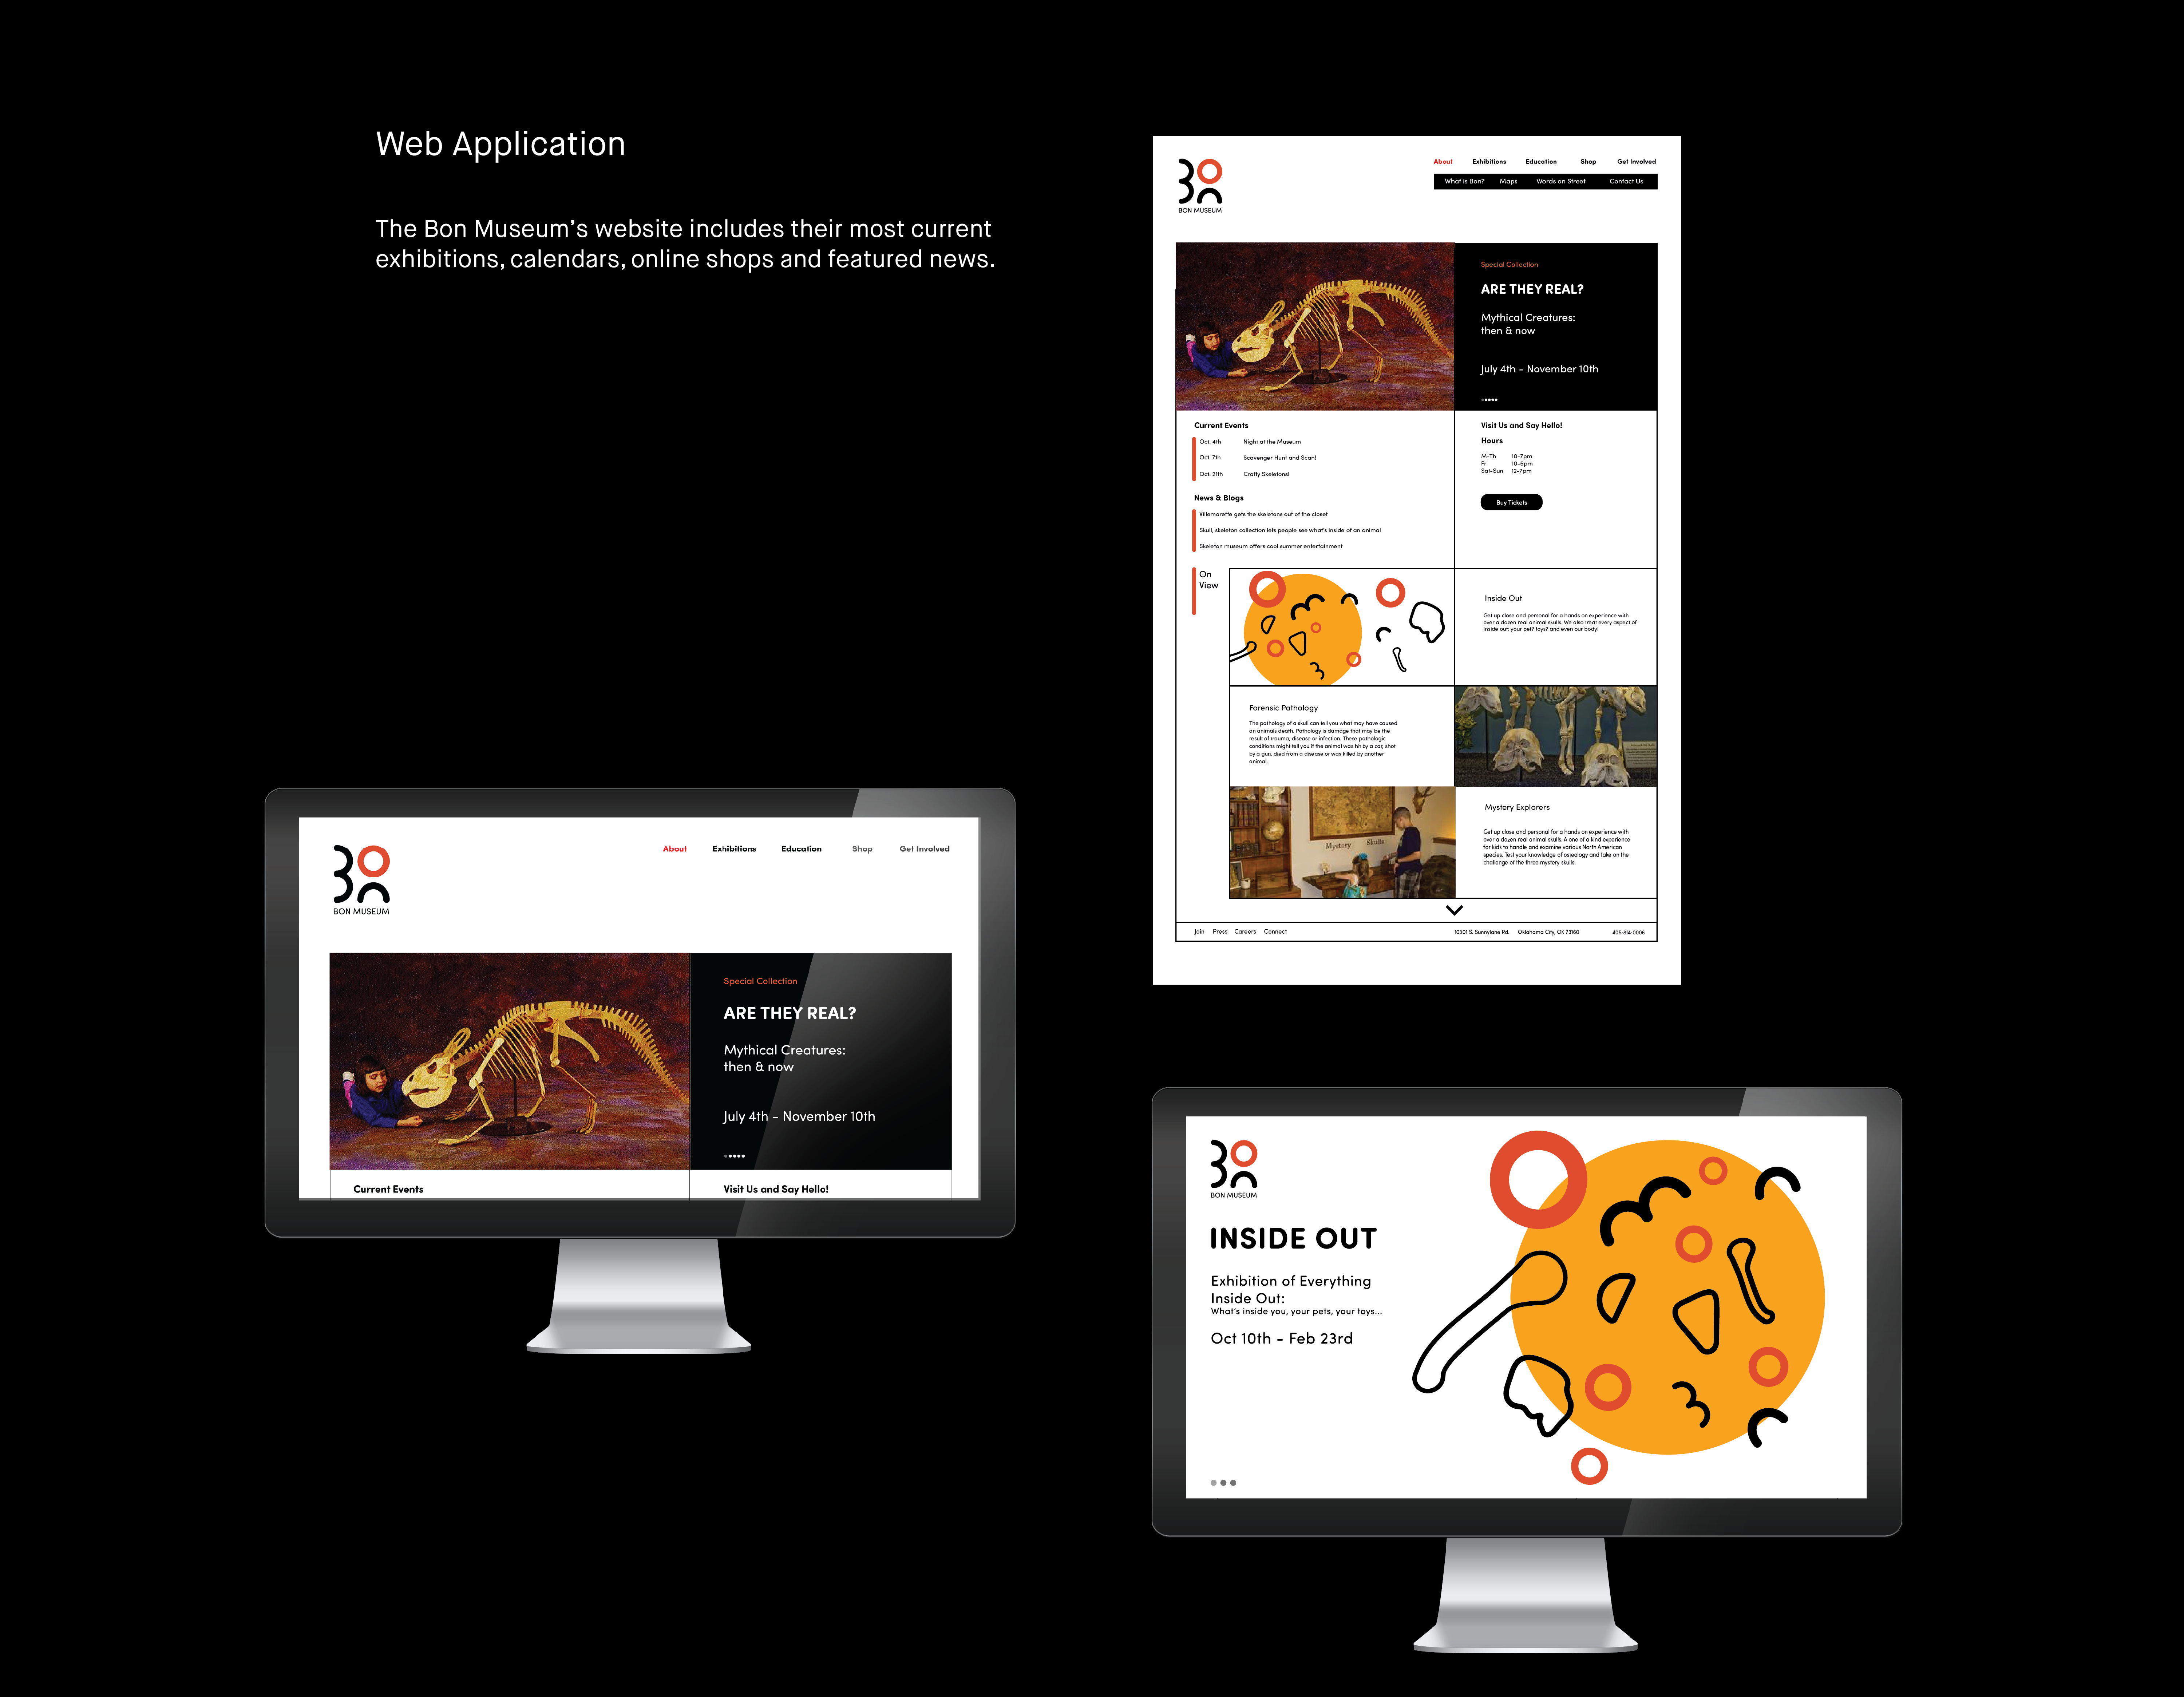 Web Application
The Bon Museum’s website includes their most current
exhibitions, calendars, online shops and featured news.
BON MUSEUM
About Exhibitions Education Shop Get Involved
What is Bon? Maps Words on Street Contact Us
Special Collection
ARE THEY REAL?
Mythical Creatures:
then & now
July 4th - November 10th
Current Events
Oct. 4th Night at the Museum
Oct. 7th Scavenger Hunt and Scan!
Oct. 21th Crafty Skeletons!
News & Blogs
Villemarette gets the skeletons out of the closet
Skull, skeleton collection lets people see what's inside of an animal
Skeleton museum offers cool summer entertainment
Visit Us and Say Hello!
Hours
M-Th 10-7pm
Fr 10-5pm
Sat-Sun 12-7pm
Buy Tickets
On
View
Inside Out
Get up close and personal for a hands on experience with
over a dozen real animal skulls. We also treat every aspect of
Inside out: your pet? toys? and even our body!
Forensic Pathology
The pathology of a skull can tell you what may have caused
an animals death. Pathology is damage that may be the
result of trauma, disease or infection. These pathologic
conditions might tell you if the animal was hit by a car, shot
by a gun, died from a disease or was killed by another
animal.
Mystery Skulls
Mystery Explorers
Get up close and personal for a hands on experience with
over a dozen real animal skulls. A one of a kind experience
for kids to handle and examine various North American
species. Test your knowledge of osteology and take on the
challenge of the three mystery skulls.
Join Press Careers Connect
10301 S. Sunnylane Rd. Oklahoma City, OK 73160 405-814-0006
BON MUSEUM
About Exhibitions Education Shop Get Involved
Special Collection
ARE THEY REAL?
Mythical Creatures:
then & now
July 4th - November 10th
Current Events
Visit Us and Say Hello!
BON MUSEUM
INSIDE OUT
Exhibition of Everything
Inside Out:
What's inside you, your pets, your toys...
Oct 10th - Feb 23rd